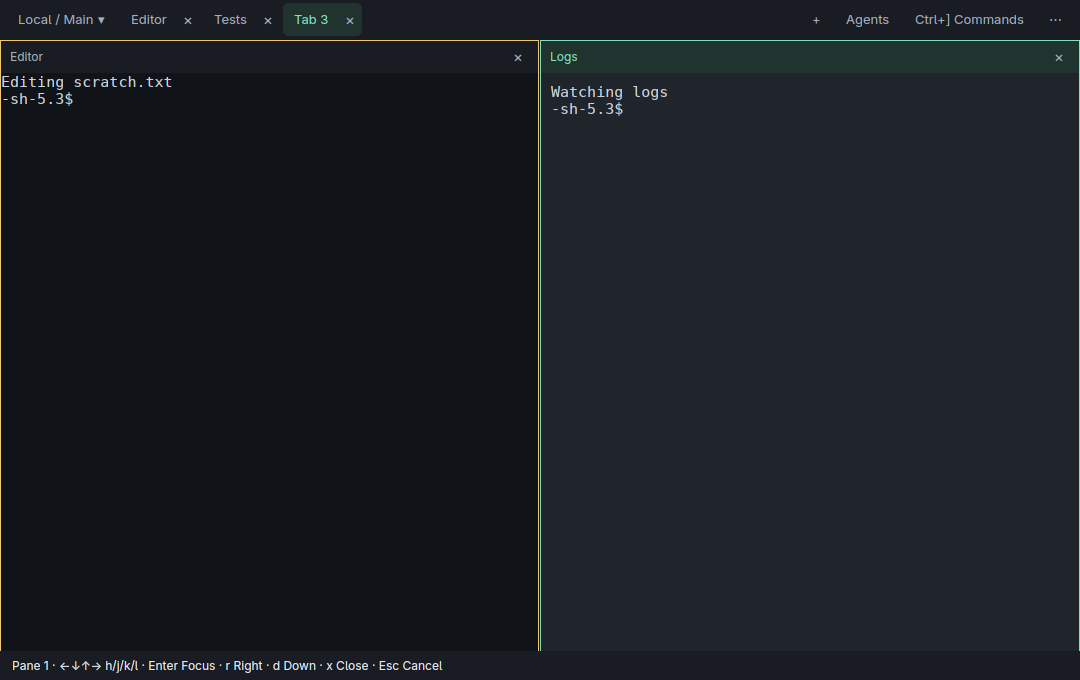 Local / Main ▾ Editor × Tests × Tab 3 × + Agents Ctrl+] Commands ⋯
Editor ×
Editing scratch.txt
-sh-5.3$
Logs ×
Watching logs
-sh-5.3$
Pane 1 · ←↓↑→ h/j/k/l · Enter Focus · r Right · d Down · x Close · Esc Cancel